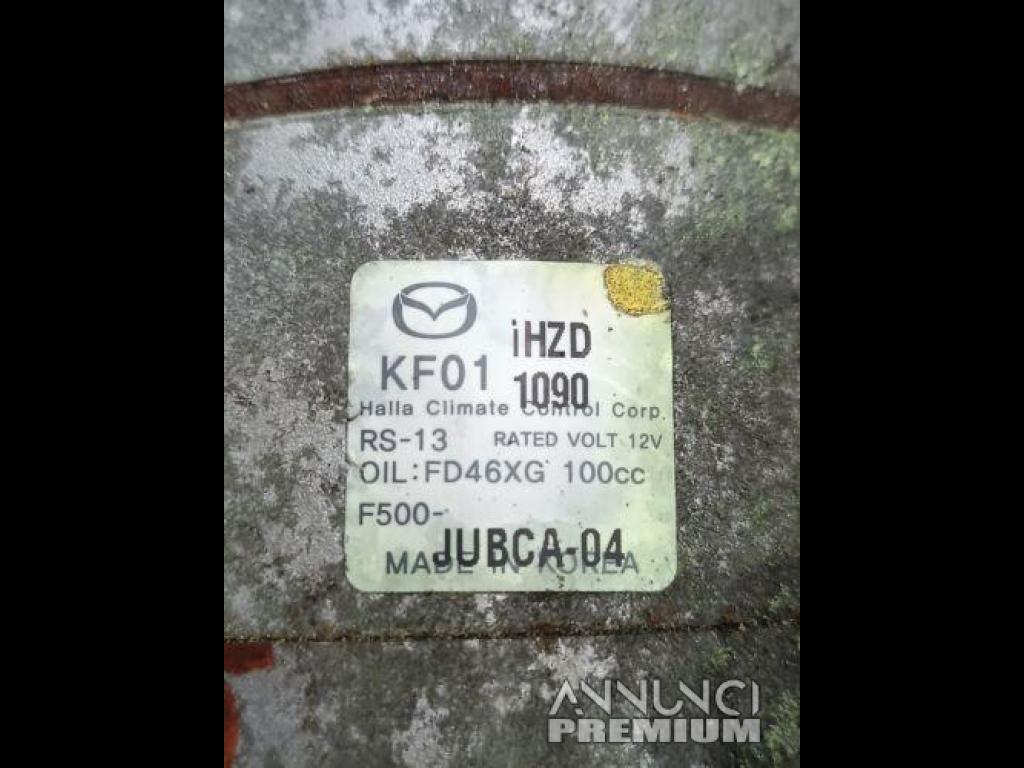 iHZD
KF01 1090
Halla Climate Control Corp.
RS-13 RATED VOLT 12V
OIL:FD46XG 100cc
F500-
JUBCA-04
MADE IN KOREA
ANNUNCI
PREMIUM